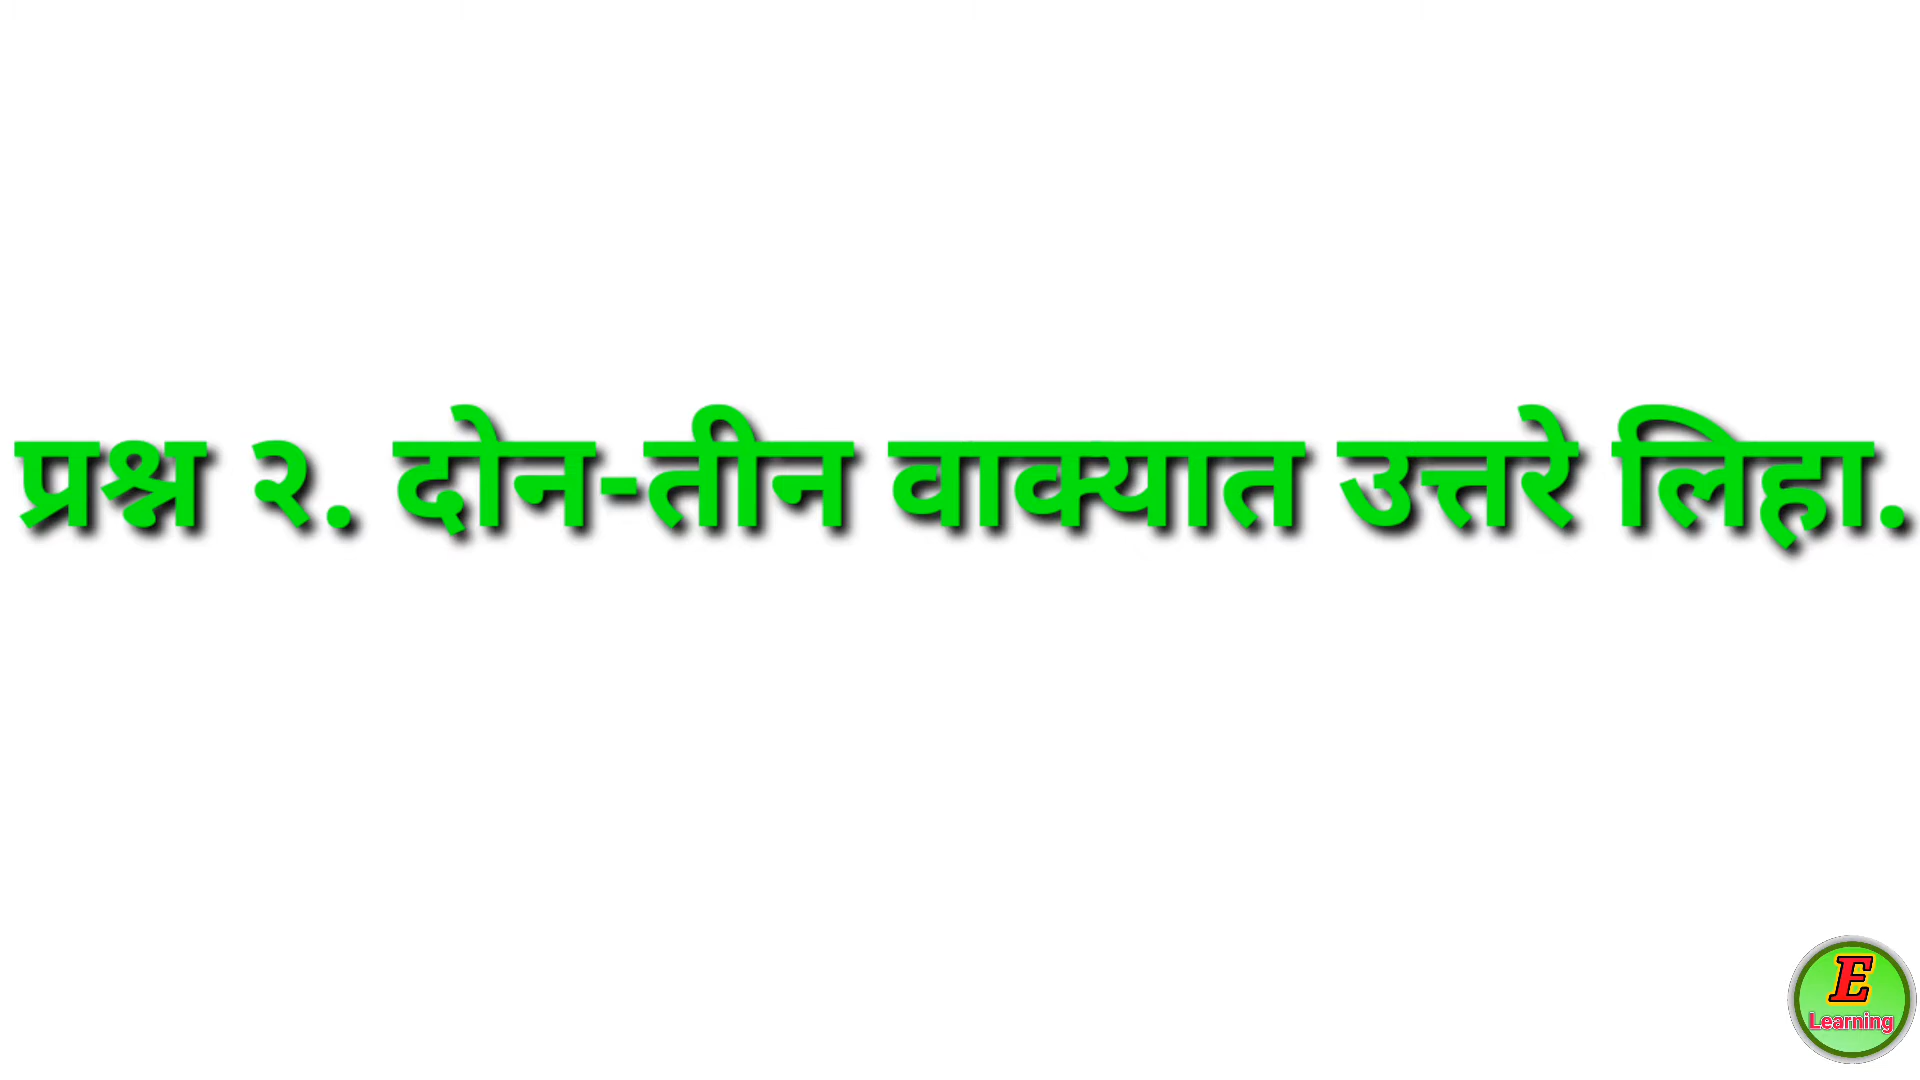 प्रश्न २. दोन-तीन वाक्यात उत्तरे लिहा.
E
Learning